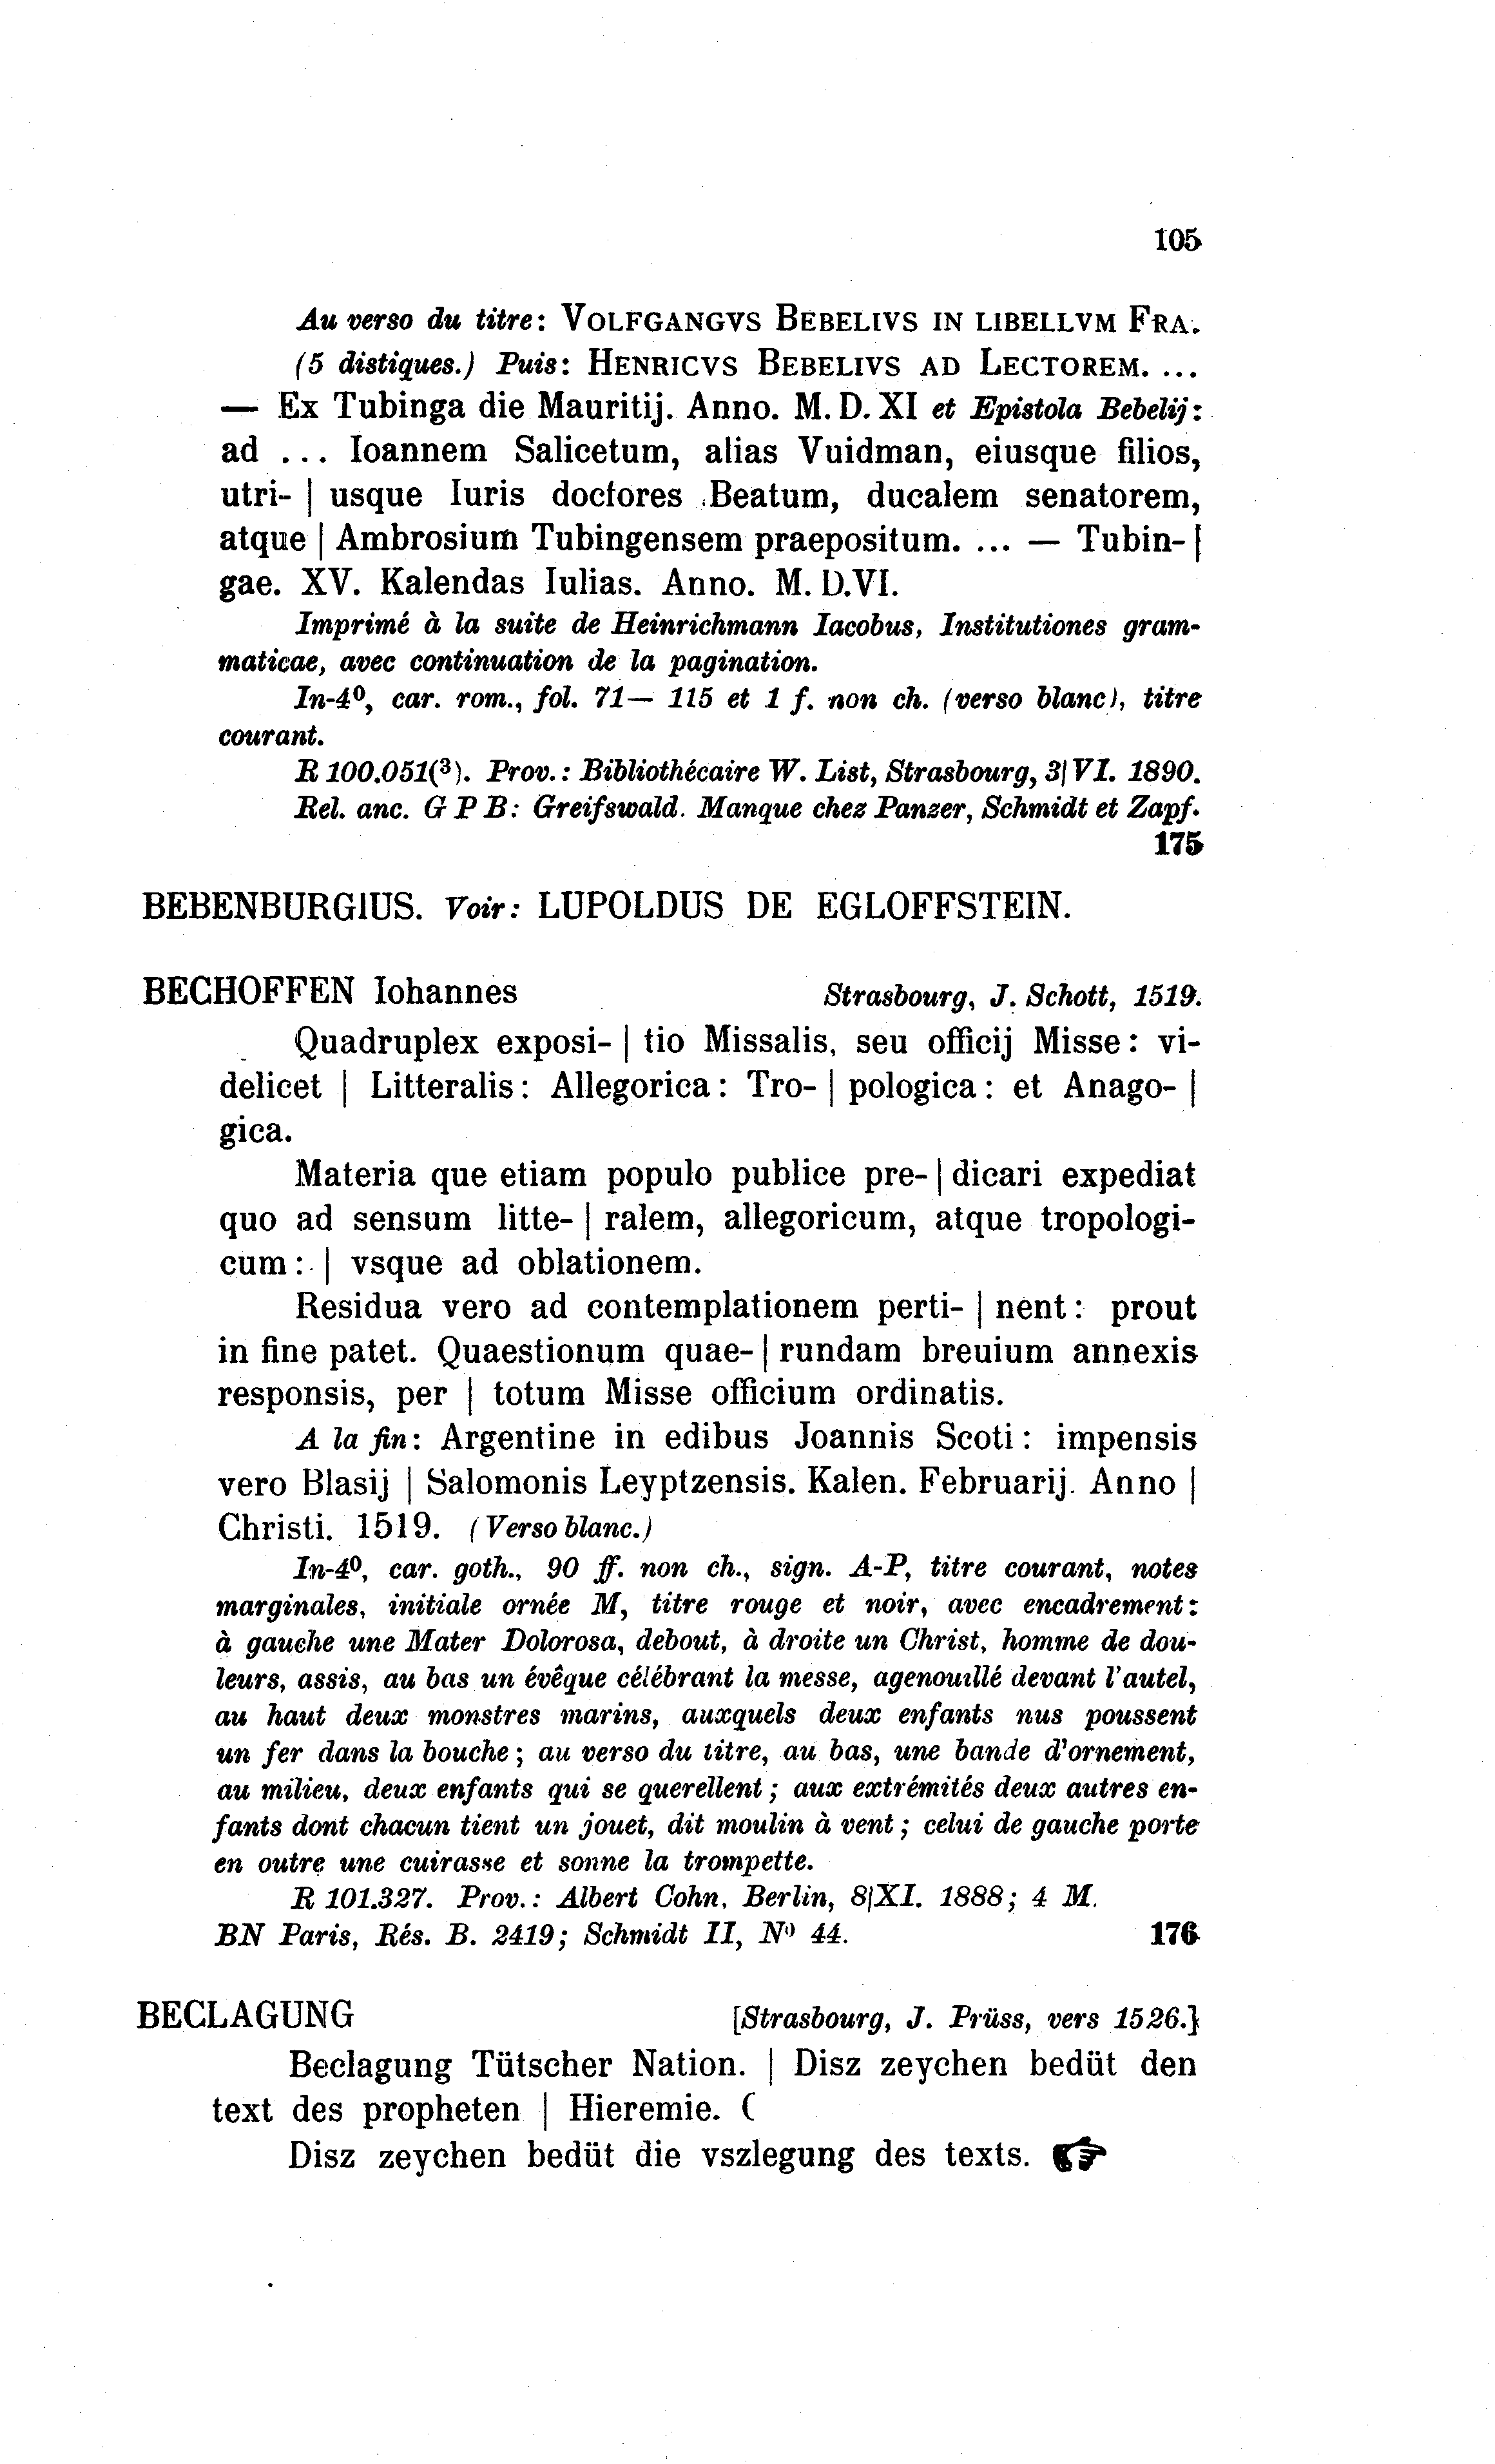 105
Au verso du titre: VOLFGANGVS BEBELIVS IN LIBELLVM FRA.
(5 distiques.) Puis: HENRICVS BEBELIVS AD LECTOREM. ...
— Ex Tubinga die Mauritij. Anno. M. D. XI et Epistola Bebelij:
ad ... Ioannem Salicetum, alias Vuidman, eiusque filios,
utri- | usque Iuris doctores Beatum, ducalem senatorem,
atque | Ambrosium Tubingensem praepositum. ... — Tubin- |
gae. XV. Kalendas Iulias. Anno. M. D.VI.
Imprimé à la suite de Heinrichmann Iacobus, Institutiones gram-
maticae, avec continuation de la pagination.
In-4⁰, car. rom., fol. 71— 115 et 1 f. non ch. (verso blanc), titre
courant.
R 100.051(³). Prov.: Bibliothécaire W. List, Strasbourg, 3|VI. 1890.
Rel. anc. G P B: Greifswald. Manque chez Panzer, Schmidt et Zapf.
175
BEBENBURGIUS. Voir: LUPOLDUS DE EGLOFFSTEIN.
BECHOFFEN Iohannes Strasbourg, J. Schott, 1519.
Quadruplex exposi- | tio Missalis, seu officij Misse: vi-
delicet | Litteralis: Allegorica: Tro- | pologica: et Anago- |
gica.
Materia que etiam populo publice pre- | dicari expediat
quo ad sensum litte- | ralem, allegoricum, atque tropologi-
cum: | vsque ad oblationem.
Residua vero ad contemplationem perti- | nent: prout
in fine patet. Quaestionum quae- | rundam breuium annexis
responsis, per | totum Misse officium ordinatis.
A la fin: Argentine in edibus Joannis Scoti: impensis
vero Blasij | Salomonis Leyptzensis. Kalen. Februarij. Anno |
Christi. 1519. (Verso blanc.)
In-4⁰, car. goth., 90 ff. non ch., sign. A-P, titre courant, notes
marginales, initiale ornée M, titre rouge et noir, avec encadrement:
à gauche une Mater Dolorosa, debout, à droite un Christ, homme de dou-
leurs, assis, au bas un évêque célébrant la messe, agenouillé devant l'autel,
au haut deux monstres marins, auxquels deux enfants nus poussent
un fer dans la bouche; au verso du titre, au bas, une bande d'ornement,
au milieu, deux enfants qui se querellent; aux extrémités deux autres en-
fants dont chacun tient un jouet, dit moulin à vent; celui de gauche porte
en outre une cuirasse et sonne la trompette.
R 101.327. Prov.: Albert Cohn, Berlin, 8|XI. 1888; 4 M.
BN Paris, Rés. B. 2419; Schmidt II, N⁰ 44. 176
BECLAGUNG [Strasbourg, J. Prüss, vers 1526.]
Beclagung Tütscher Nation. | Disz zeychen bedüt den
text des propheten | Hieremie. (
Disz zeychen bedüt die vszlegung des texts. ☞